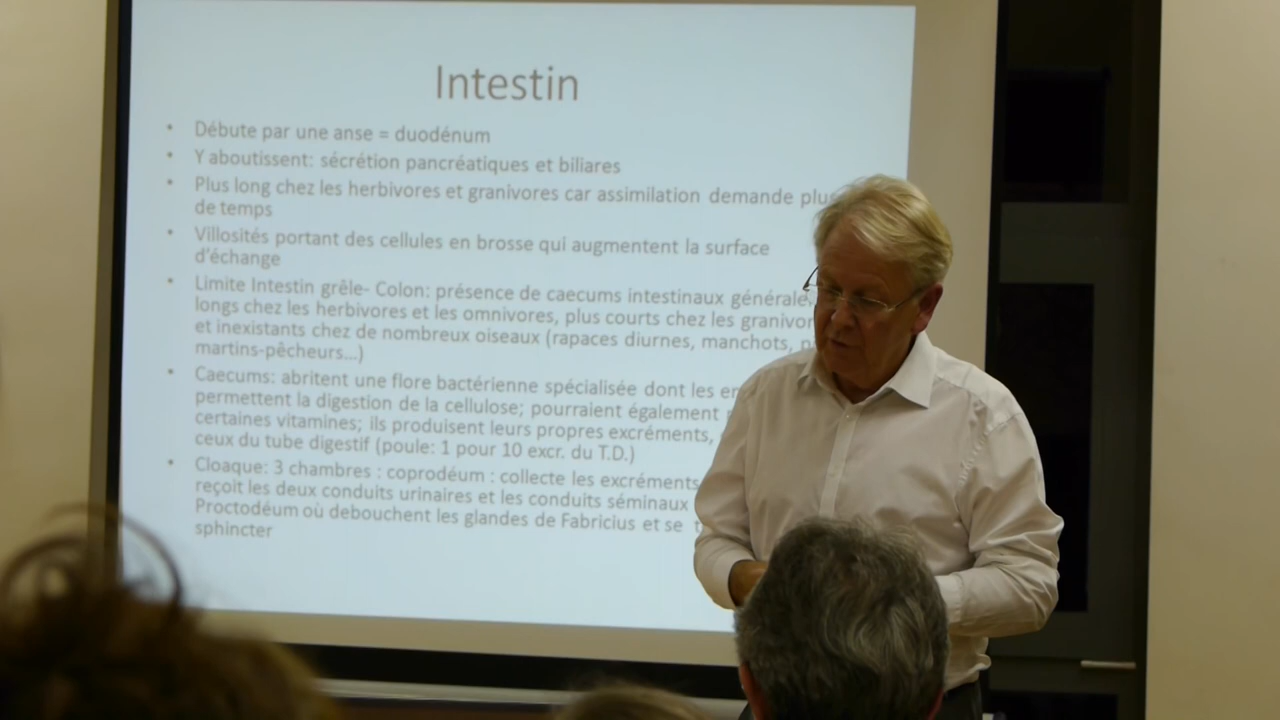 Intestin
• Débute par une anse = duodénum
• Y aboutissent: sécrétion pancréatiques et biliares
• Plus long chez les herbivores et granivores car assimilation demande plus
de temps
• Villosités portant des cellules en brosse qui augmentent la surface
d'échange
• Limite Intestin grêle- Colon: présence de caecums intestinaux
longs chez les herbivores et les omnivores, plus courts chez les
et inexistants chez de nombreux oiseaux (rapaces diurnes, manchots,
martins-pêcheurs...)
• Caecums: abritent une flore bactérienne spécialisée dont les
permettent la digestion de la cellulose; pourraient également
certaines vitamines; ils produisent leurs propres excréments,
ceux du tube digestif (poule: 1 pour 10 excr. du T.D.)
• Cloaque: 3 chambres : coprodéum : collecte les excréments
reçoit les deux conduits urinaires et les conduits séminaux
Proctodéum où debouchent les glandes de Fabricius et se
sphincter